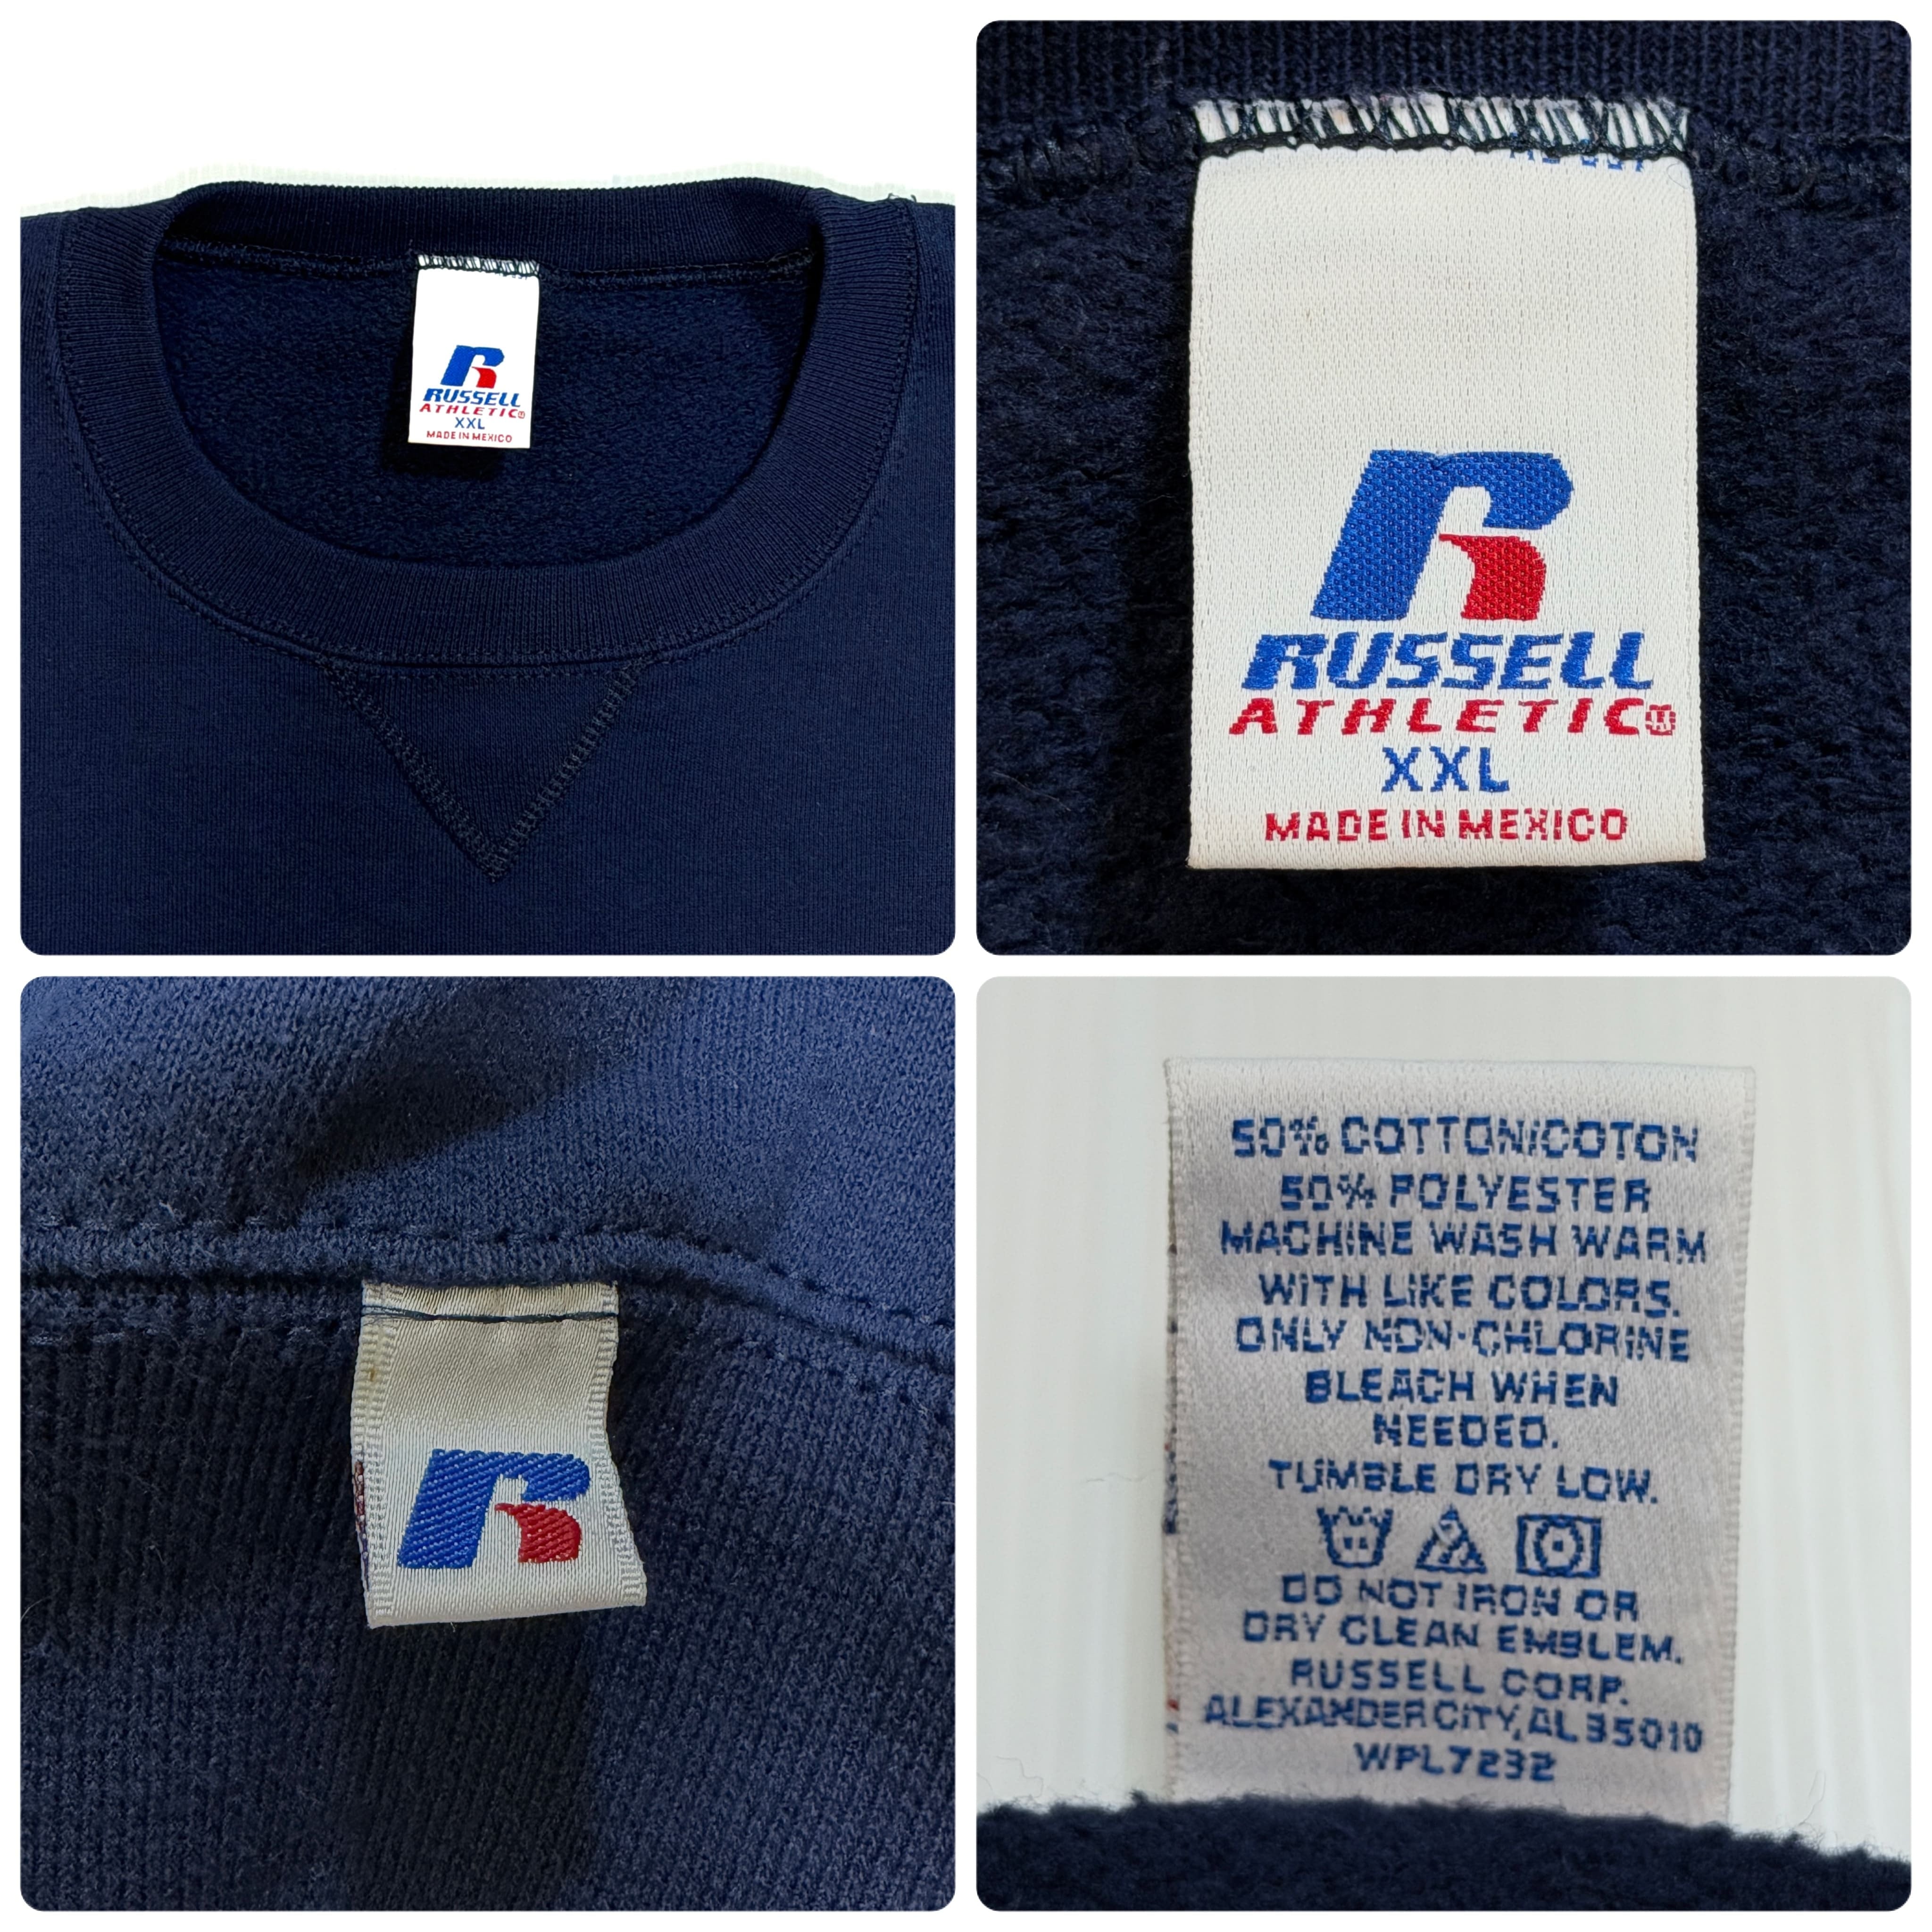 RUSSELL
ATHLETIC
XXL
MADE IN MEXICO
RUSSELL
ATHLETIC®
XXL
MADE IN MEXICO
50% COTTON/COTON
50% POLYESTER
MACHINE WASH WARM
WITH LIKE COLORS.
ONLY NON-CHLORINE
BLEACH WHEN
NEEDED.
TUMBLE DRY LOW.
DO NOT IRON OR
DRY CLEAN EMBLEM.
RUSSELL CORP.
ALEXANDER CITY, AL 35010
WPL7232